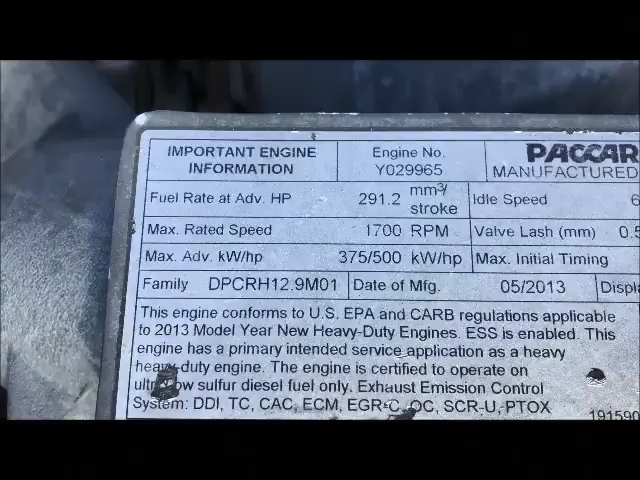 IMPORTANT ENGINE INFORMATION
Engine No. Y029965
PACCAR
MANUFACTURED
Fuel Rate at Adv. HP 291.2 mm3/ stroke
Idle Speed 6
Max. Rated Speed 1700 RPM
Valve Lash (mm) 0.5
Max. Adv. kW/hp 375/500 kW/hp
Max. Initial Timing
Family DPCRH12.9M01
Date of Mfg. 05/2013
Displa
This engine conforms to U.S. EPA and CARB regulations applicable
to 2013 Model Year New Heavy-Duty Engines. ESS is enabled. This
engine has a primary intended service application as a heavy
heavy-duty engine. The engine is certified to operate on
ultra low sulfur diesel fuel only. Exhaust Emission Control
System: DDI, TC, CAC, ECM, EGR-C, OC, SCR-U, PTOX
191590